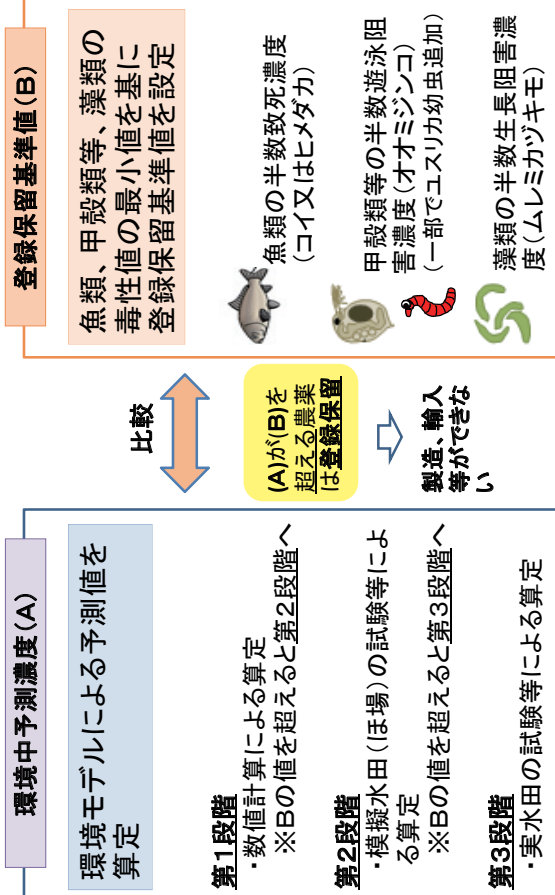 環境中予測濃度(A)
環境モデルによる予測値を
算定
第1段階
・数値計算による算定
※Bの値を超えると第2段階へ
第2段階
・模擬水田(ほ場)の試験等によ
る算定
※Bの値を超えると第3段階へ
第3段階
・実水田の試験等による算定
比較
(A)が(B)を
超える農薬
は登録保留
製造、輸入
等ができな
い
登録保留基準値(B)
魚類、甲殻類等、藻類の
毒性値の最小値を基に
登録保留基準値を設定
魚類の半数致死濃度
(コイ又はヒメダカ)
甲殻類等の半数遊泳阻
害濃度(オオミジンコ)
(一部でユスリカ幼虫追加)
藻類の半数生長阻害濃
度(ムレミカヅキモ)